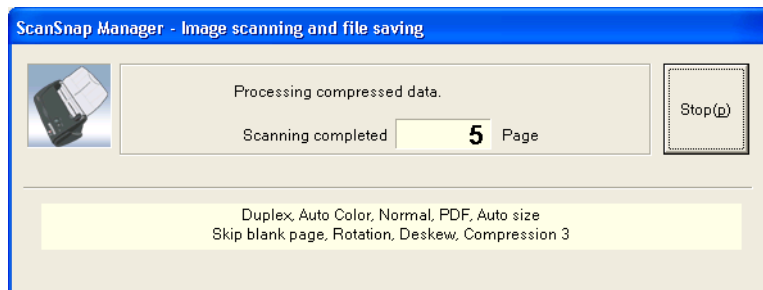 ScanSnap Manager - Image scanning and file saving
Processing compressed data.
Scanning completed 5 Page
Stop(p)
Duplex, Auto Color, Normal, PDF, Auto size
Skip blank page, Rotation, Deskew, Compression 3